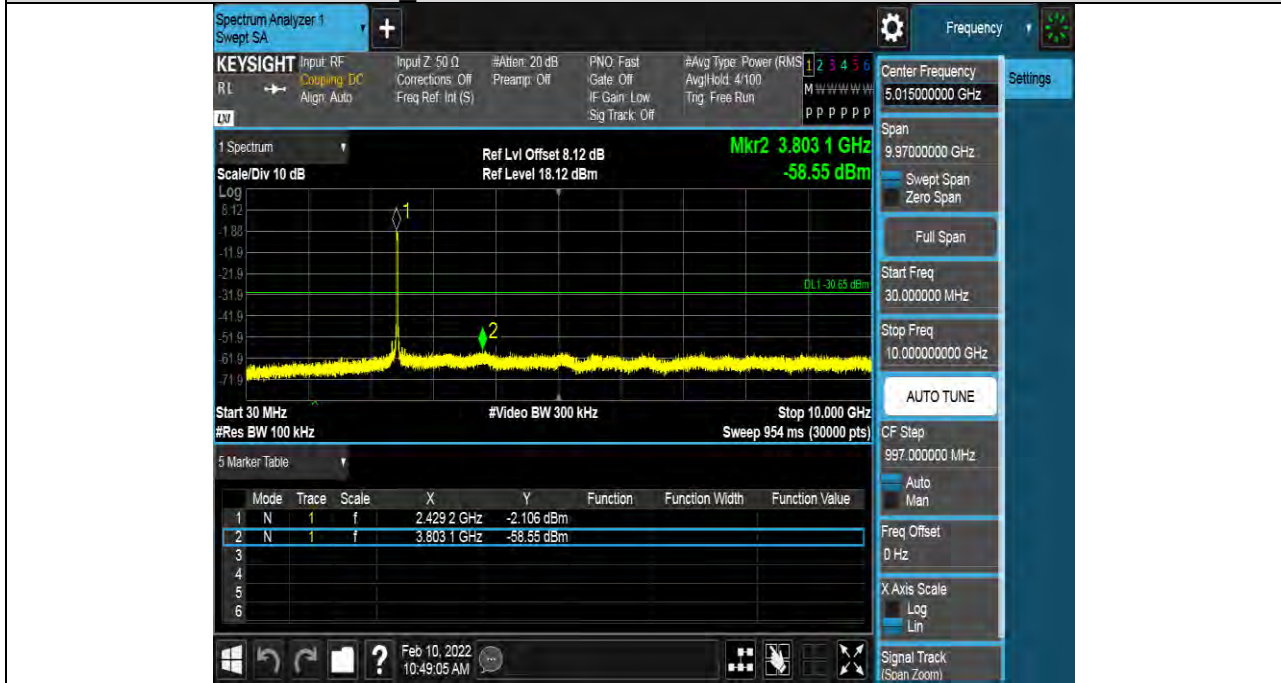 Spectrum Analyzer 1
Swept SA
+
Frequency
KEYSIGHT
RL
LXI
Input: RF
Coupling: DC
Align: Auto
Input Z: 50 Ω
Corrections: Off
Freq Ref: Int (S)
#Atten: 20 dB
Preamp: Off
PNO: Fast
Gate: Off
IF Gain: Low
Sig Track: Off
#Avg Type: Power (RMS
Avg|Hold: 4/100
Trig: Free Run
1 2 3 4 5 6
M W W W W W
P P P P P P
1 Spectrum
Scale/Div 10 dB
Ref Lvl Offset 8.12 dB
Ref Level 18.12 dBm
Mkr2 3.803 1 GHz
-58.55 dBm
Log
8.12
-1.88
-11.9
-21.9
-31.9
-41.9
-51.9
-61.9
-71.9
1
2
DL1 -30.65 dBm
Start 30 MHz
#Res BW 100 kHz
#Video BW 300 kHz
Stop 10.000 GHz
Sweep 954 ms (30000 pts)
5 Marker Table
Mode Trace Scale X Y Function Function Width Function Value
1 N 1 f 2.429 2 GHz -2.106 dBm
2 N 1 f 3.803 1 GHz -58.55 dBm
3
4
5
6
Feb 10, 2022
10:49:05 AM
?
Center Frequency
5.015000000 GHz
Settings
Span
9.97000000 GHz
Swept Span
Zero Span
Full Span
Start Freq
30.000000 MHz
Stop Freq
10.000000000 GHz
AUTO TUNE
CF Step
997.000000 MHz
Auto
Man
Freq Offset
0 Hz
X Axis Scale
Log
Lin
Signal Track
(Span Zoom)